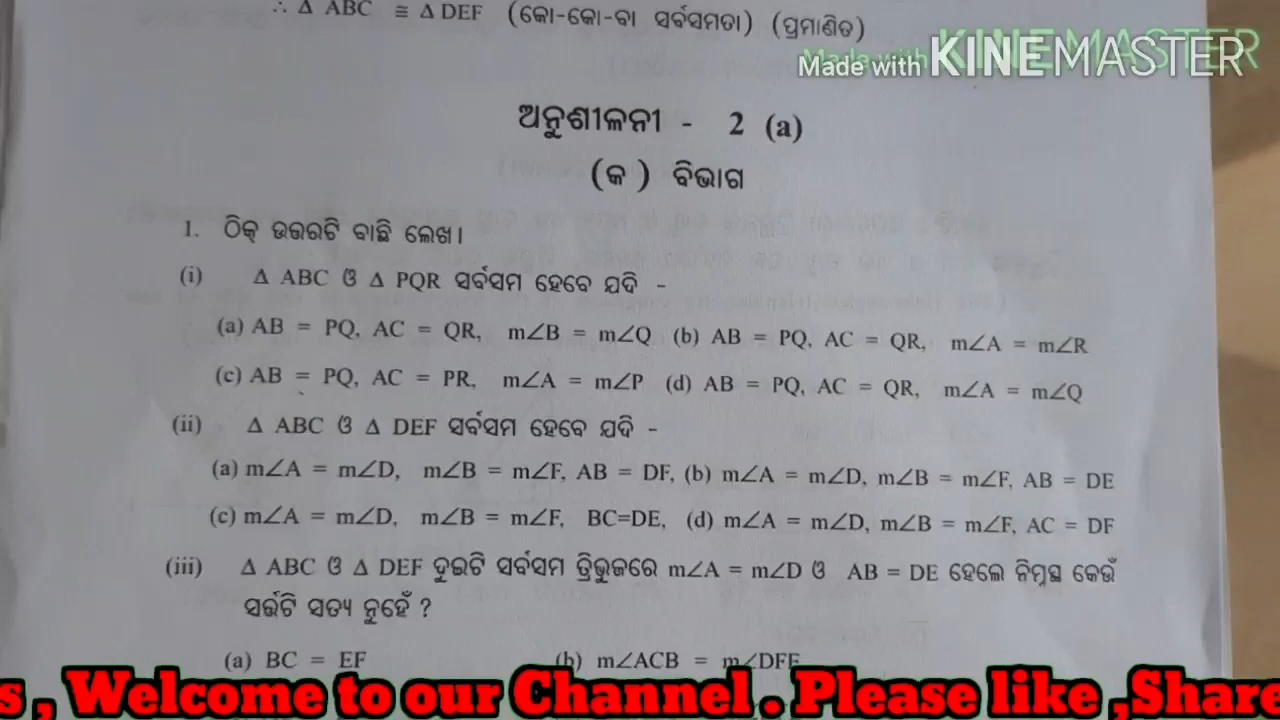 ∴ Δ ABC ≅ Δ DEF (କୋ-କୋ-ବା ସର୍ବସମତା) (ପ୍ରମାଣିତ)
Made with KINEMASTER
ଅନୁଶୀଳନୀ - 2 (a)
(କ) ବିଭାଗ
1. ଠିକ୍ ଉତ୍ତରଟି ବାଛି ଲେଖ।
(i) Δ ABC ଓ Δ PQR ସର୍ବସମ ହେବେ ଯଦି -
(a) AB = PQ, AC = QR, m∠B = m∠Q (b) AB = PQ, AC = QR, m∠A = m∠R
(c) AB = PQ, AC = PR, m∠A = m∠P (d) AB = PQ, AC = QR, m∠A = m∠Q
(ii) Δ ABC ଓ Δ DEF ସର୍ବସମ ହେବେ ଯଦି -
(a) m∠A = m∠D, m∠B = m∠F, AB = DF, (b) m∠A = m∠D, m∠B = m∠F, AB = DE
(c) m∠A = m∠D, m∠B = m∠F, BC=DE, (d) m∠A = m∠D, m∠B = m∠F, AC = DF
(iii) Δ ABC ଓ Δ DEF ଦୁଇଟି ସର୍ବସମ ତ୍ରିଭୁଜରେ m∠A = m∠D ଓ AB = DE ହେଲେ ନିମ୍ନସ୍ଥ କେଉଁ
ସର୍ତ୍ତଟି ସତ୍ୟ ନୁହେଁ ?
(a) BC = EF (b) m∠ACB = m∠DFE
s , Welcome to our Channel . Please like ,Share